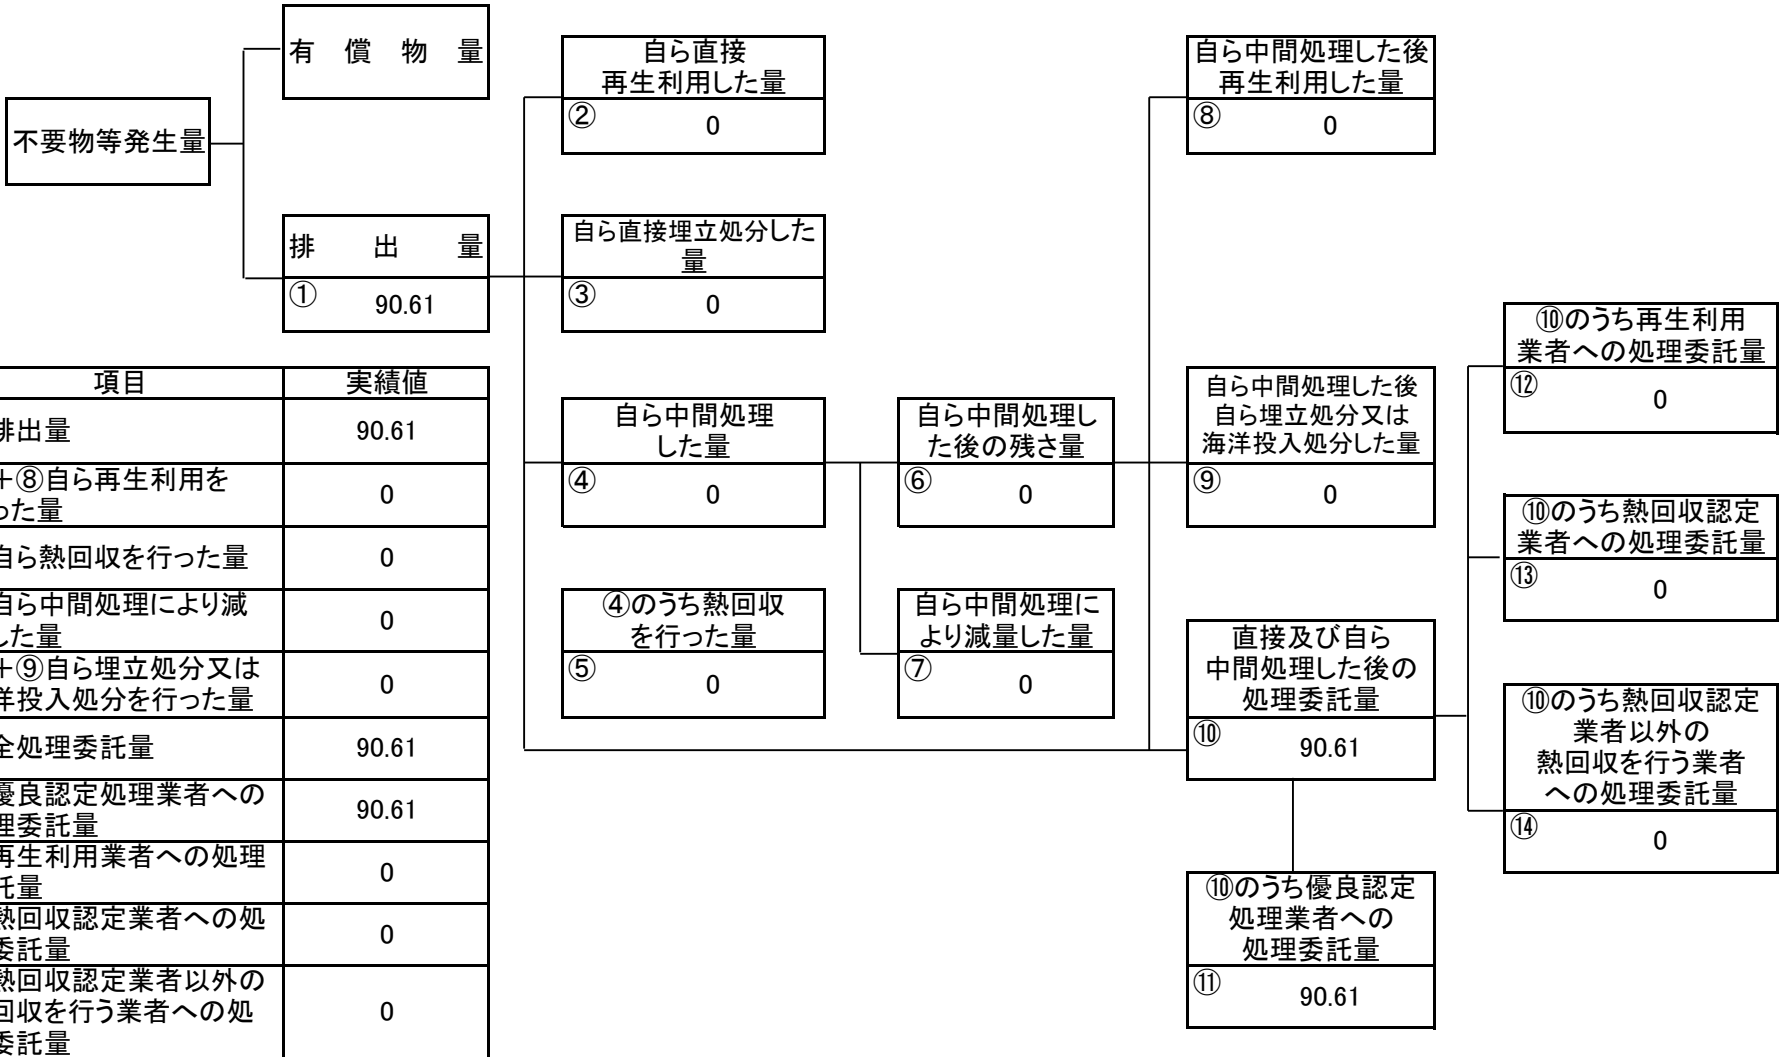 有償物量
不要物等発生量
排出量
①
90.61
自ら直接
再生利用した量
②
0
自ら直接埋立処分した
量
③
0
自ら中間処理
した量
④
0
④のうち熱回収
を行った量
⑤
0
自ら中間処理し
た後の残さ量
⑥
0
自ら中間処理に
より減量した量
⑦
0
自ら中間処理した後
再生利用した量
⑧
0
自ら中間処理した後
自ら埋立処分又は
海洋投入処分した量
⑨
0
直接及び自ら
中間処理した後の
処理委託量
⑩
90.61
⑩のうち優良認定
処理業者への
処理委託量
⑪
90.61
⑩のうち再生利用
業者への処理委託量
⑫
0
⑩のうち熱回収認定
業者への処理委託量
⑬
0
⑩のうち熱回収認定
業者以外の
熱回収を行う業者
への処理委託量
⑭
0
項目 実績値
排出量 90.61
+⑧自ら再生利用を
った量 0
自ら熱回収を行った量 0
自ら中間処理により減
した量 0
+⑨自ら埋立処分又は
洋投入処分を行った量 0
全処理委託量 90.61
優良認定処理業者への
理委託量 90.61
再生利用業者への処理
託量 0
熱回収認定業者への処
委託量 0
熱回収認定業者以外の
回収を行う業者への処
委託量 0